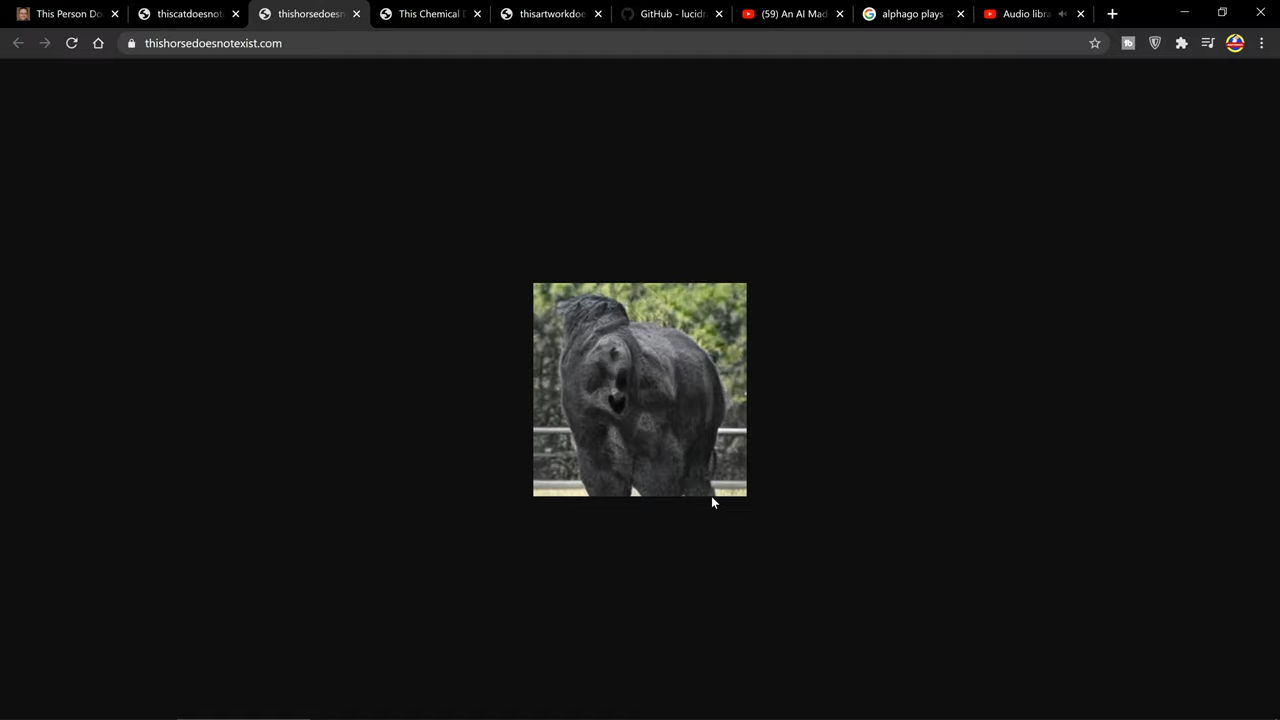 This Person Do
thiscatdoesnot
thishorsedoesn
This Chemical D
thisartworkdoe
GitHub - lucidr
(59) An AI Mad
alphago plays
Audio libra
thishorsedoesnotexist.com